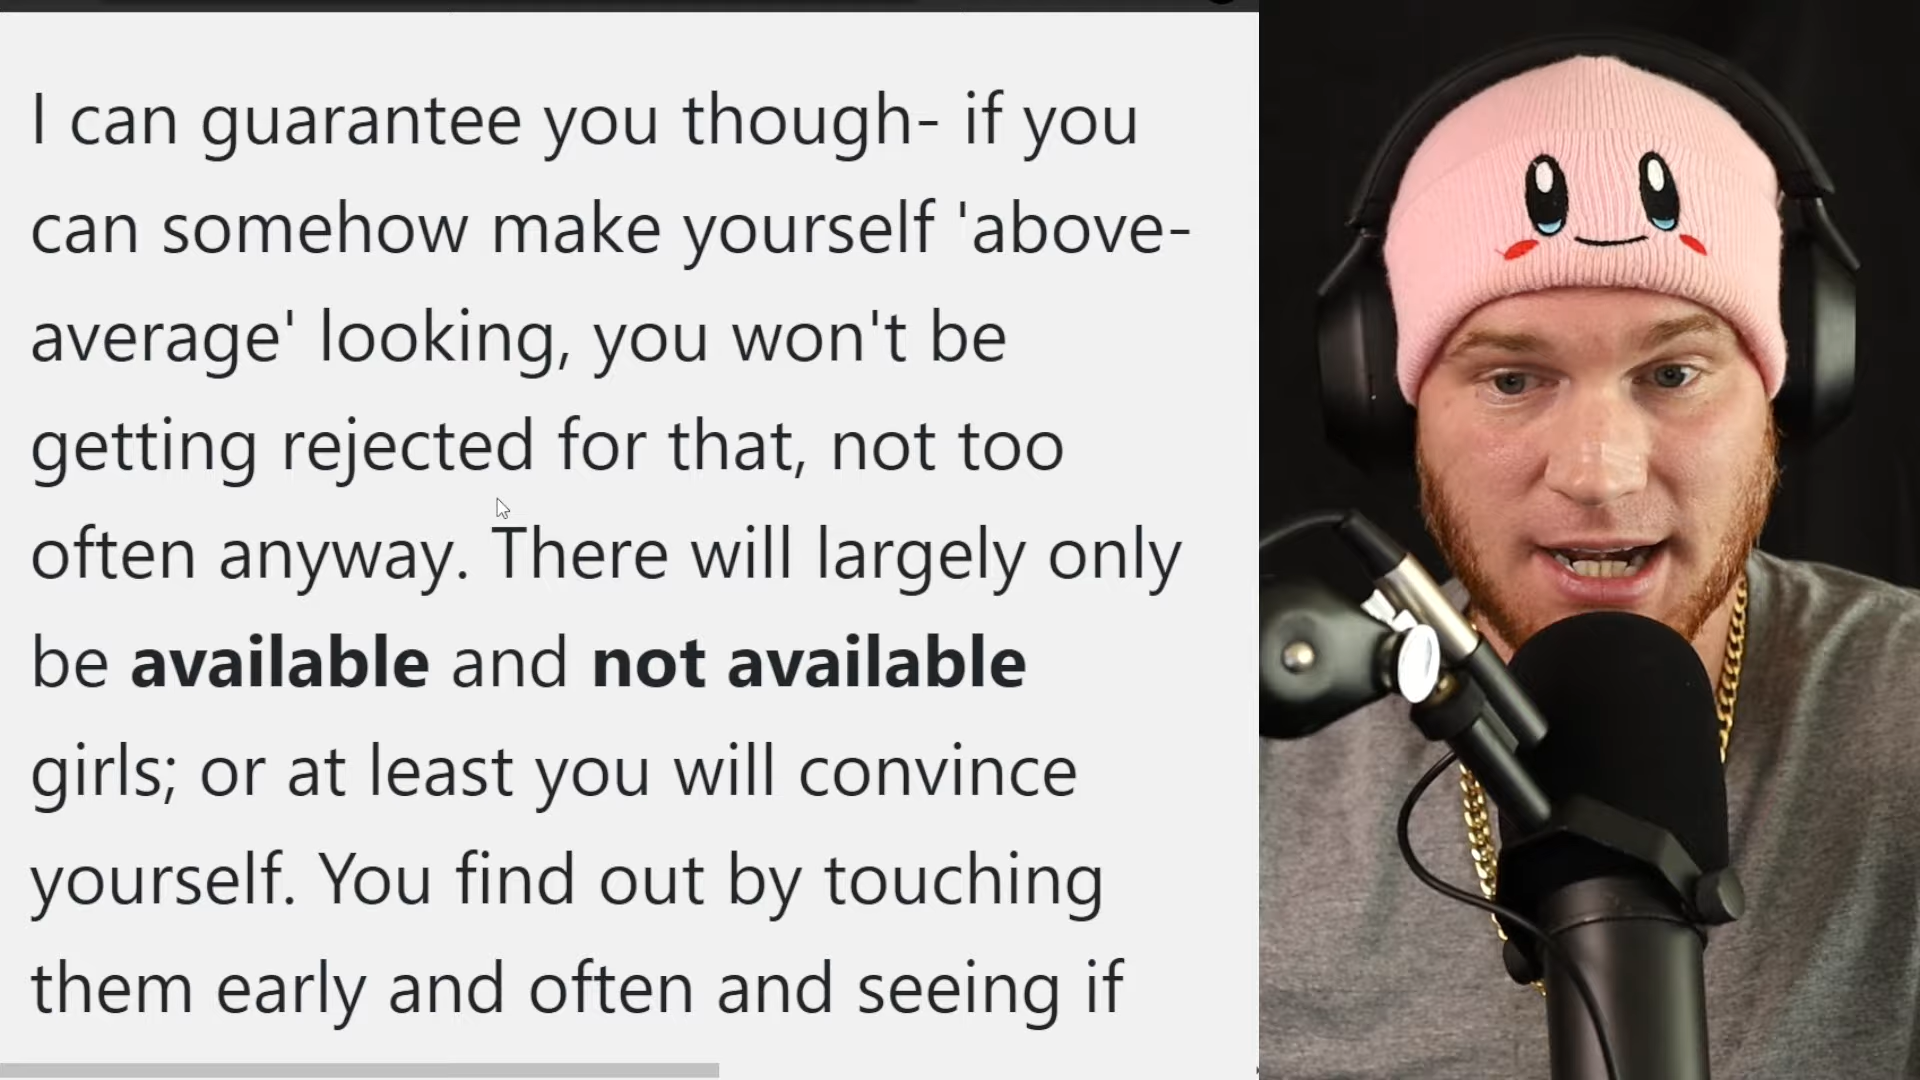 I can guarantee you though- if you
can somehow make yourself 'above-
average' looking, you won't be
getting rejected for that, not too
often anyway. There will largely only
be available and not available
girls; or at least you will convince
yourself. You find out by touching
them early and often and seeing if